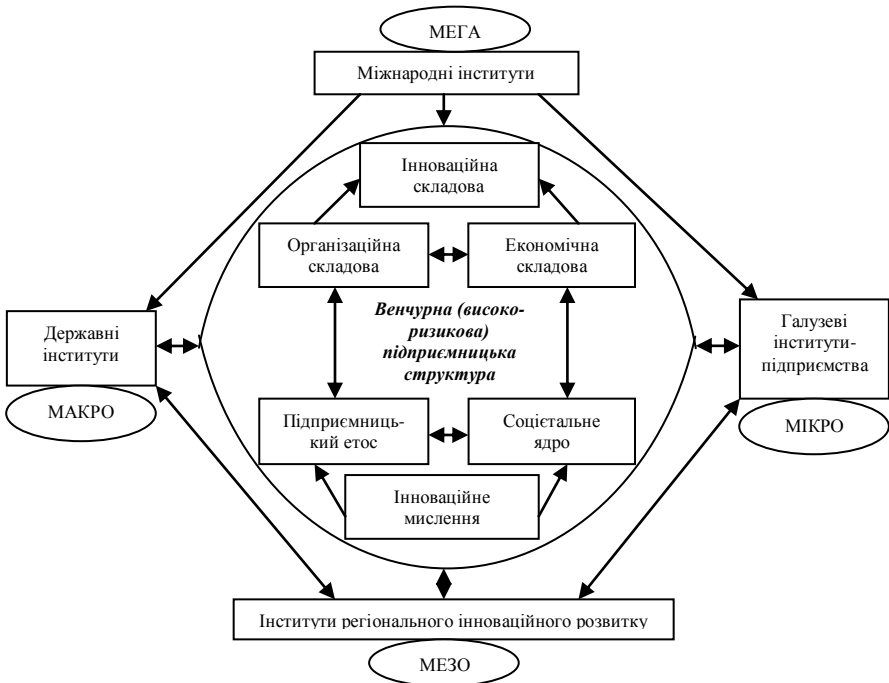 МЕГА
Міжнародні інститути
Інноваційна
складова
Організаційна
складова
Економічна
складова
Венчурна (високо-
ризикова)
підприємницька
структура
Державні
інститути
МАКРО
Галузеві
інститути-
підприємства
МІКРО
Підприємниць-
кий етос
Соцієтальне
ядро
Інноваційне
мислення
Інститути регіонального інноваційного розвитку
МЕЗО